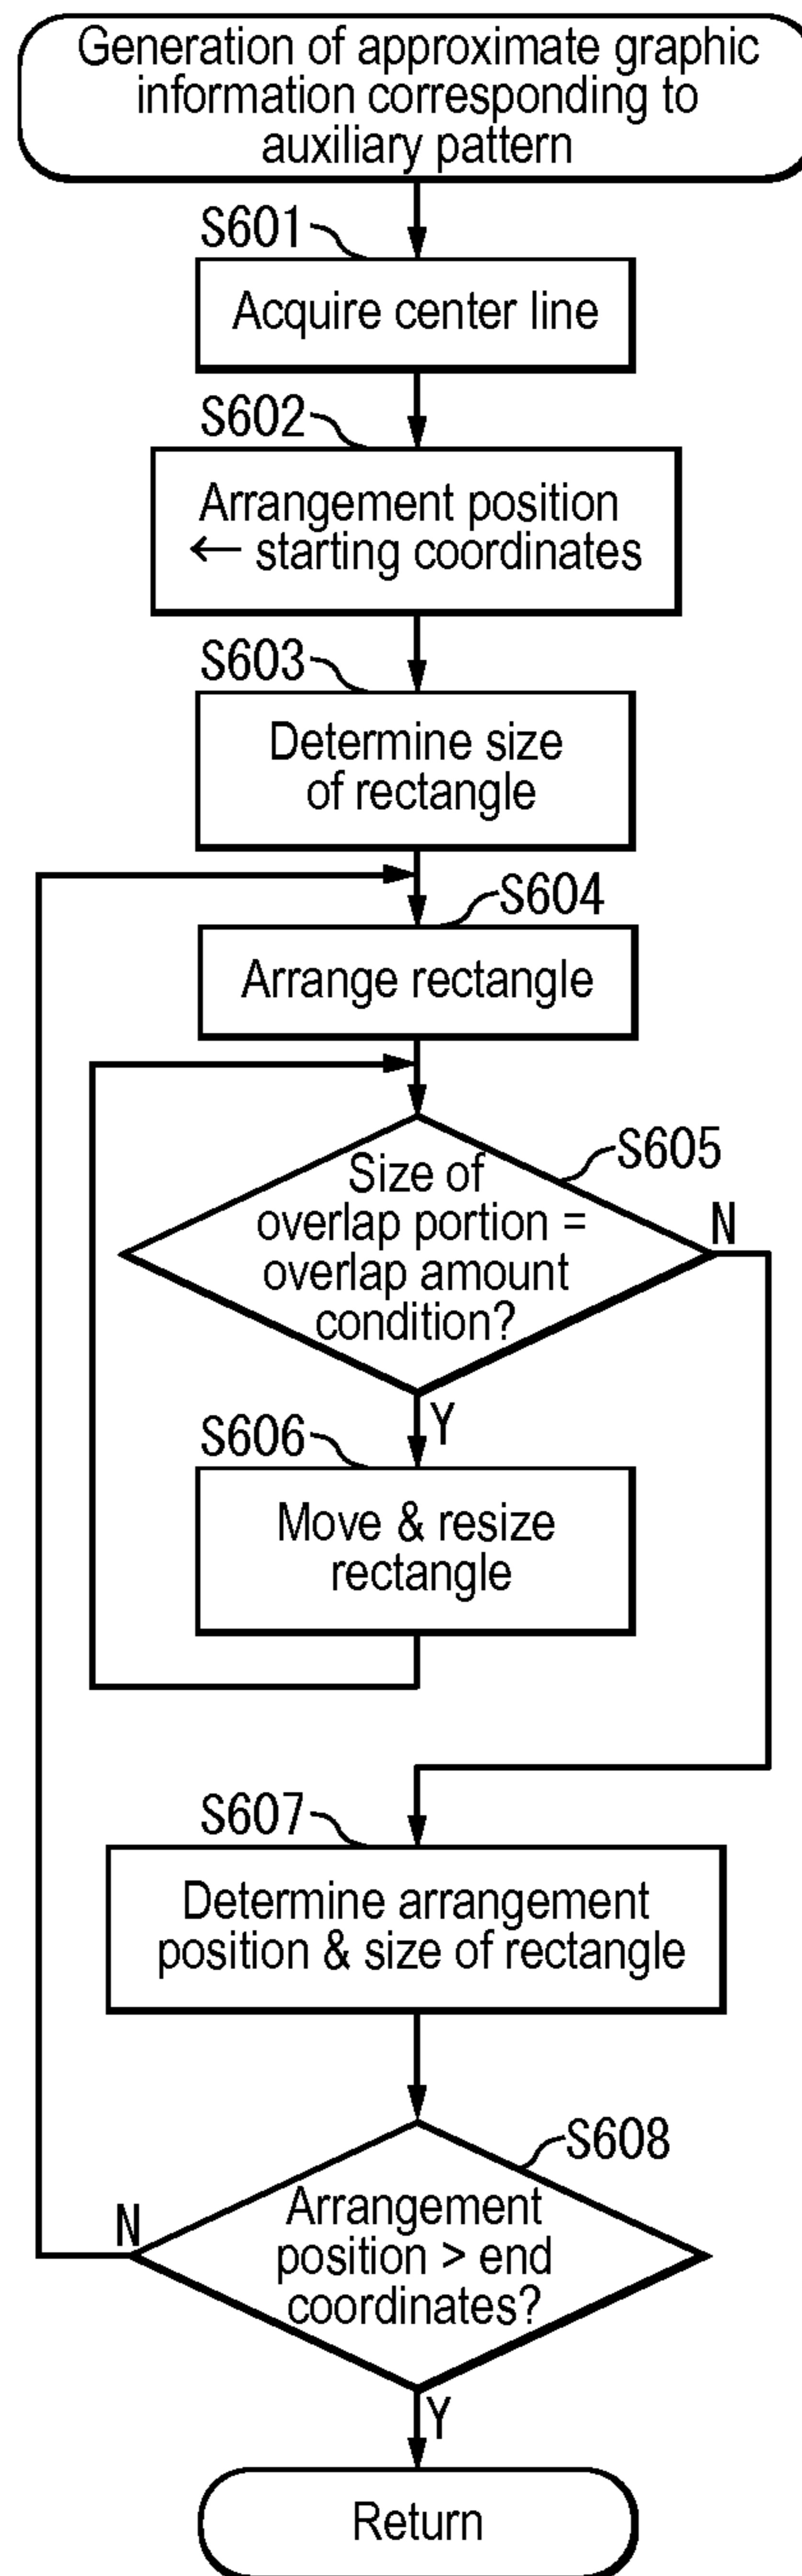 Generation of approximate graphic
information corresponding to
auxiliary pattern
S601
Acquire center line
S602
Arrangement position
← starting coordinates
S603
Determine size
of rectangle
S604
Arrange rectangle
S605
Size of
overlap portion =
overlap amount
condition?
N
Y
S606
Move & resize
rectangle
S607
Determine arrangement
position & size of rectangle
S608
Arrangement
position > end
coordinates?
N
Y
Return